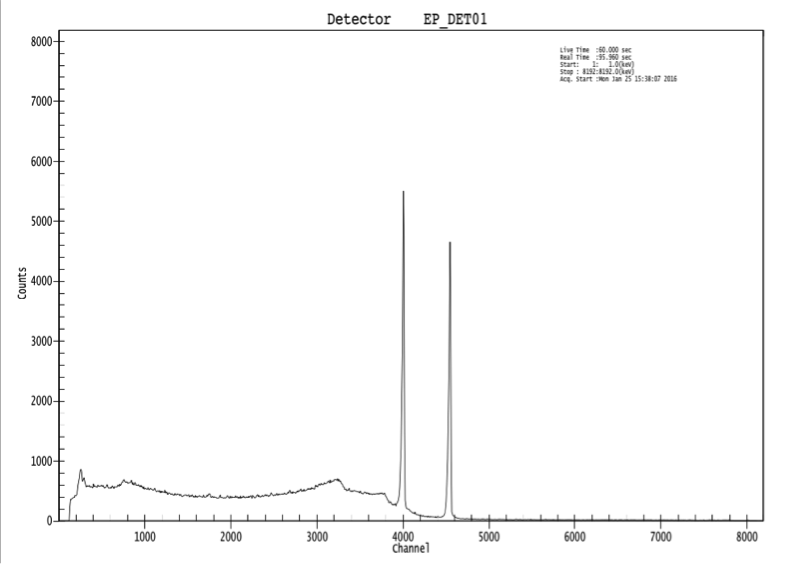 Detector EP_DET01
8000
7000
6000
5000
4000
3000
2000
1000
0
Counts
Live Time :60.000 sec
Real Time :95.960 sec
Start: 1: 1.0(keV)
Stop : 8192:8192.0(keV)
Acq. Start :Mon Jan 25 15:38:07 2016
1000 2000 3000 4000 5000 6000 7000 8000
Channel